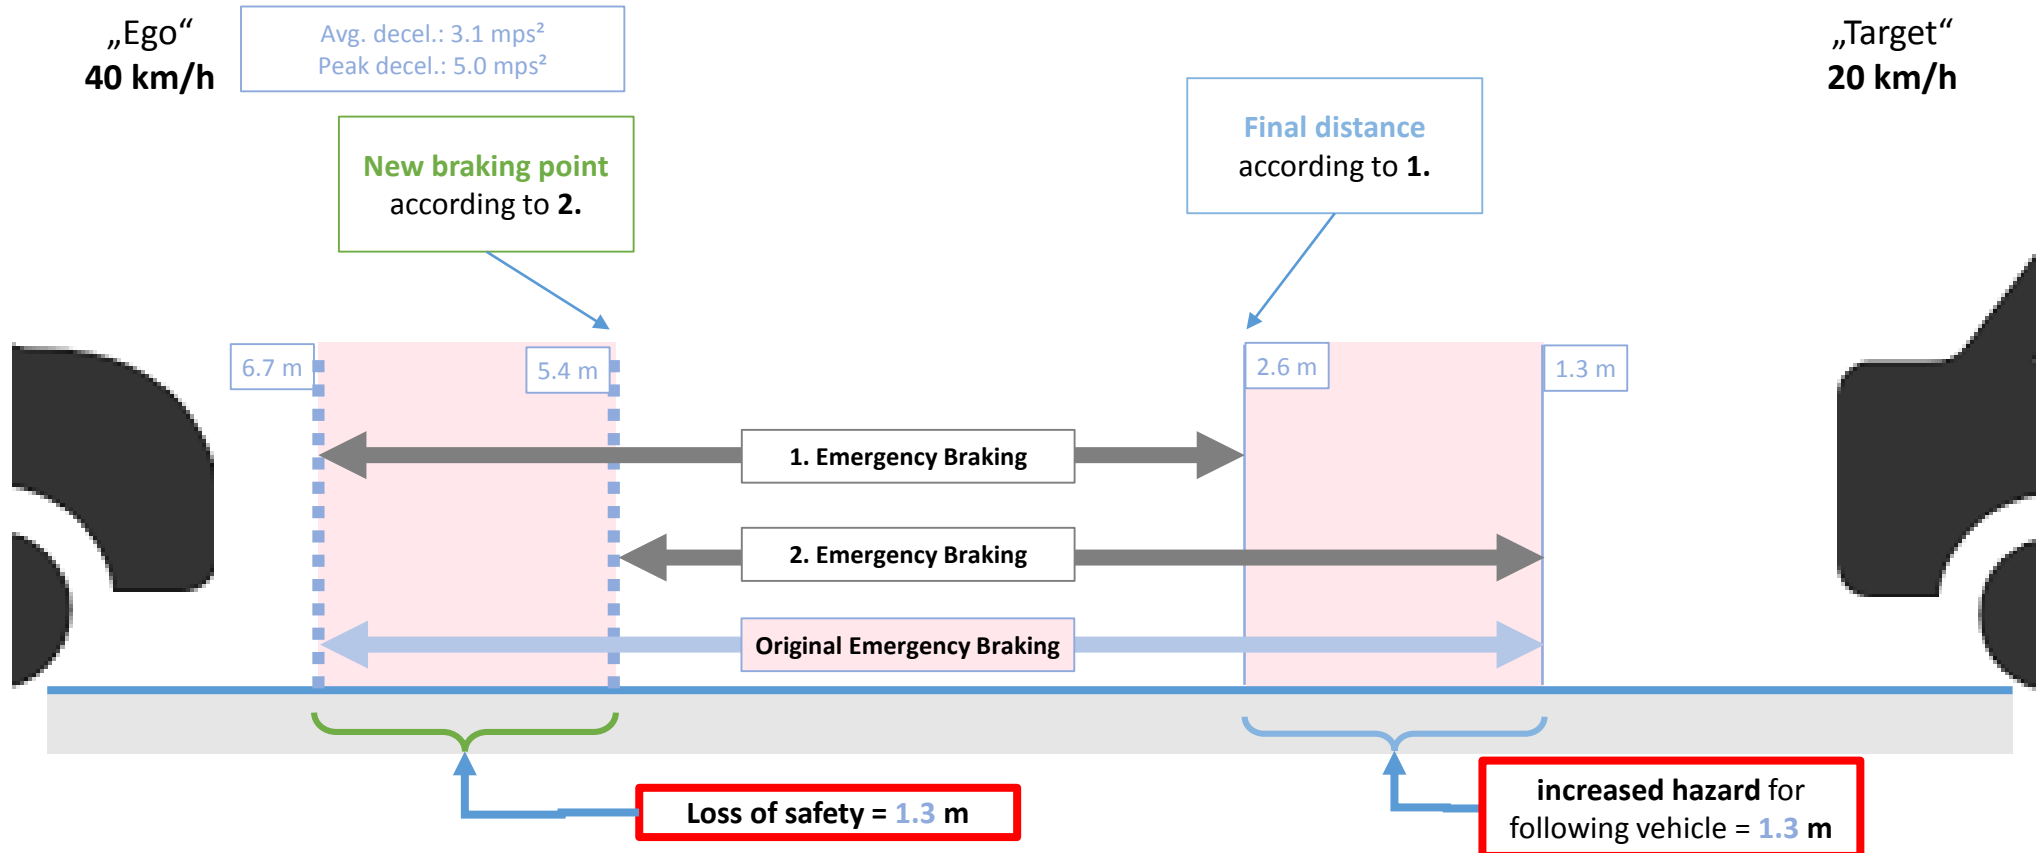 „Ego“
40 km/h
Avg. decel.: 3.1 mps²
Peak decel.: 5.0 mps²
„Target“
20 km/h
New braking point
according to 2.
Final distance
according to 1.
6.7 m
5.4 m
2.6 m
1.3 m
1. Emergency Braking
2. Emergency Braking
Original Emergency Braking
Loss of safety = 1.3 m
increased hazard for
following vehicle = 1.3 m